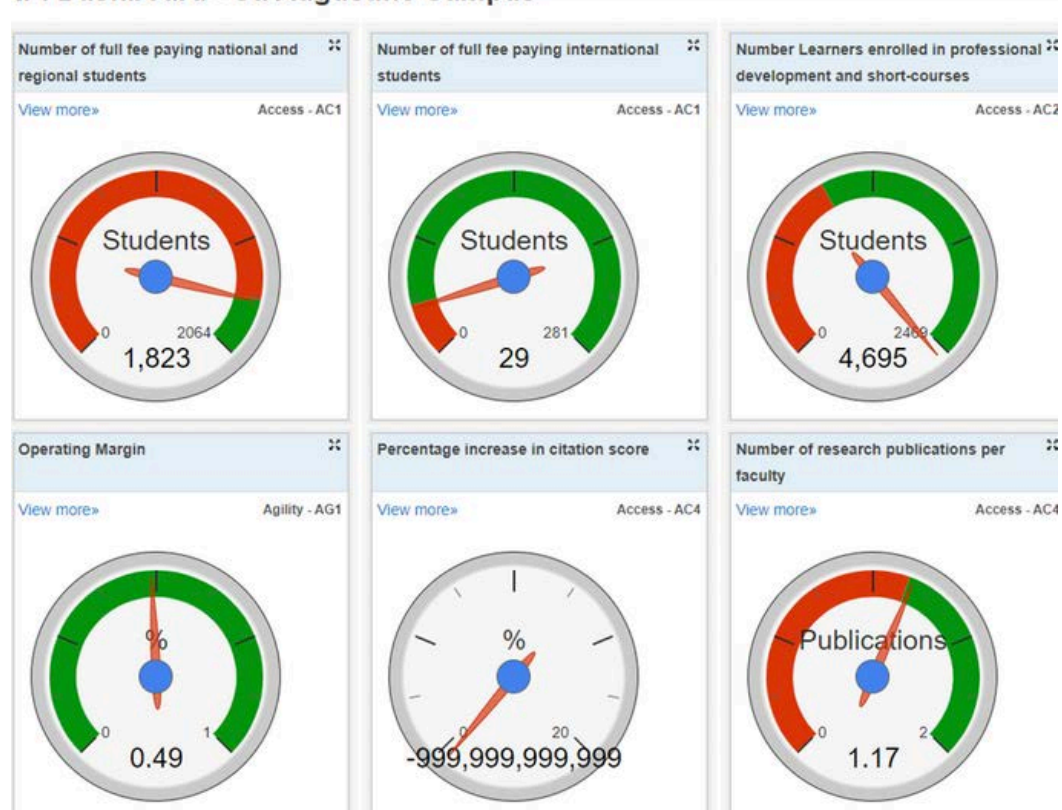 Number of full fee paying national and
regional students
View more»
Access - AC1
Students
0
2064
1,823
Number of full fee paying international
students
View more»
Access - AC1
Students
0
281
29
Number Learners enrolled in professional
development and short-courses
View more»
Access - AC2
Students
0
2469
4,695
Operating Margin
View more»
Agility - AG1
%
0
1
0.49
Percentage increase in citation score
View more»
Access - AC4
%
0
20
-999,999,999,999
Number of research publications per
faculty
View more»
Access - AC4
Publications
0
2
1.17